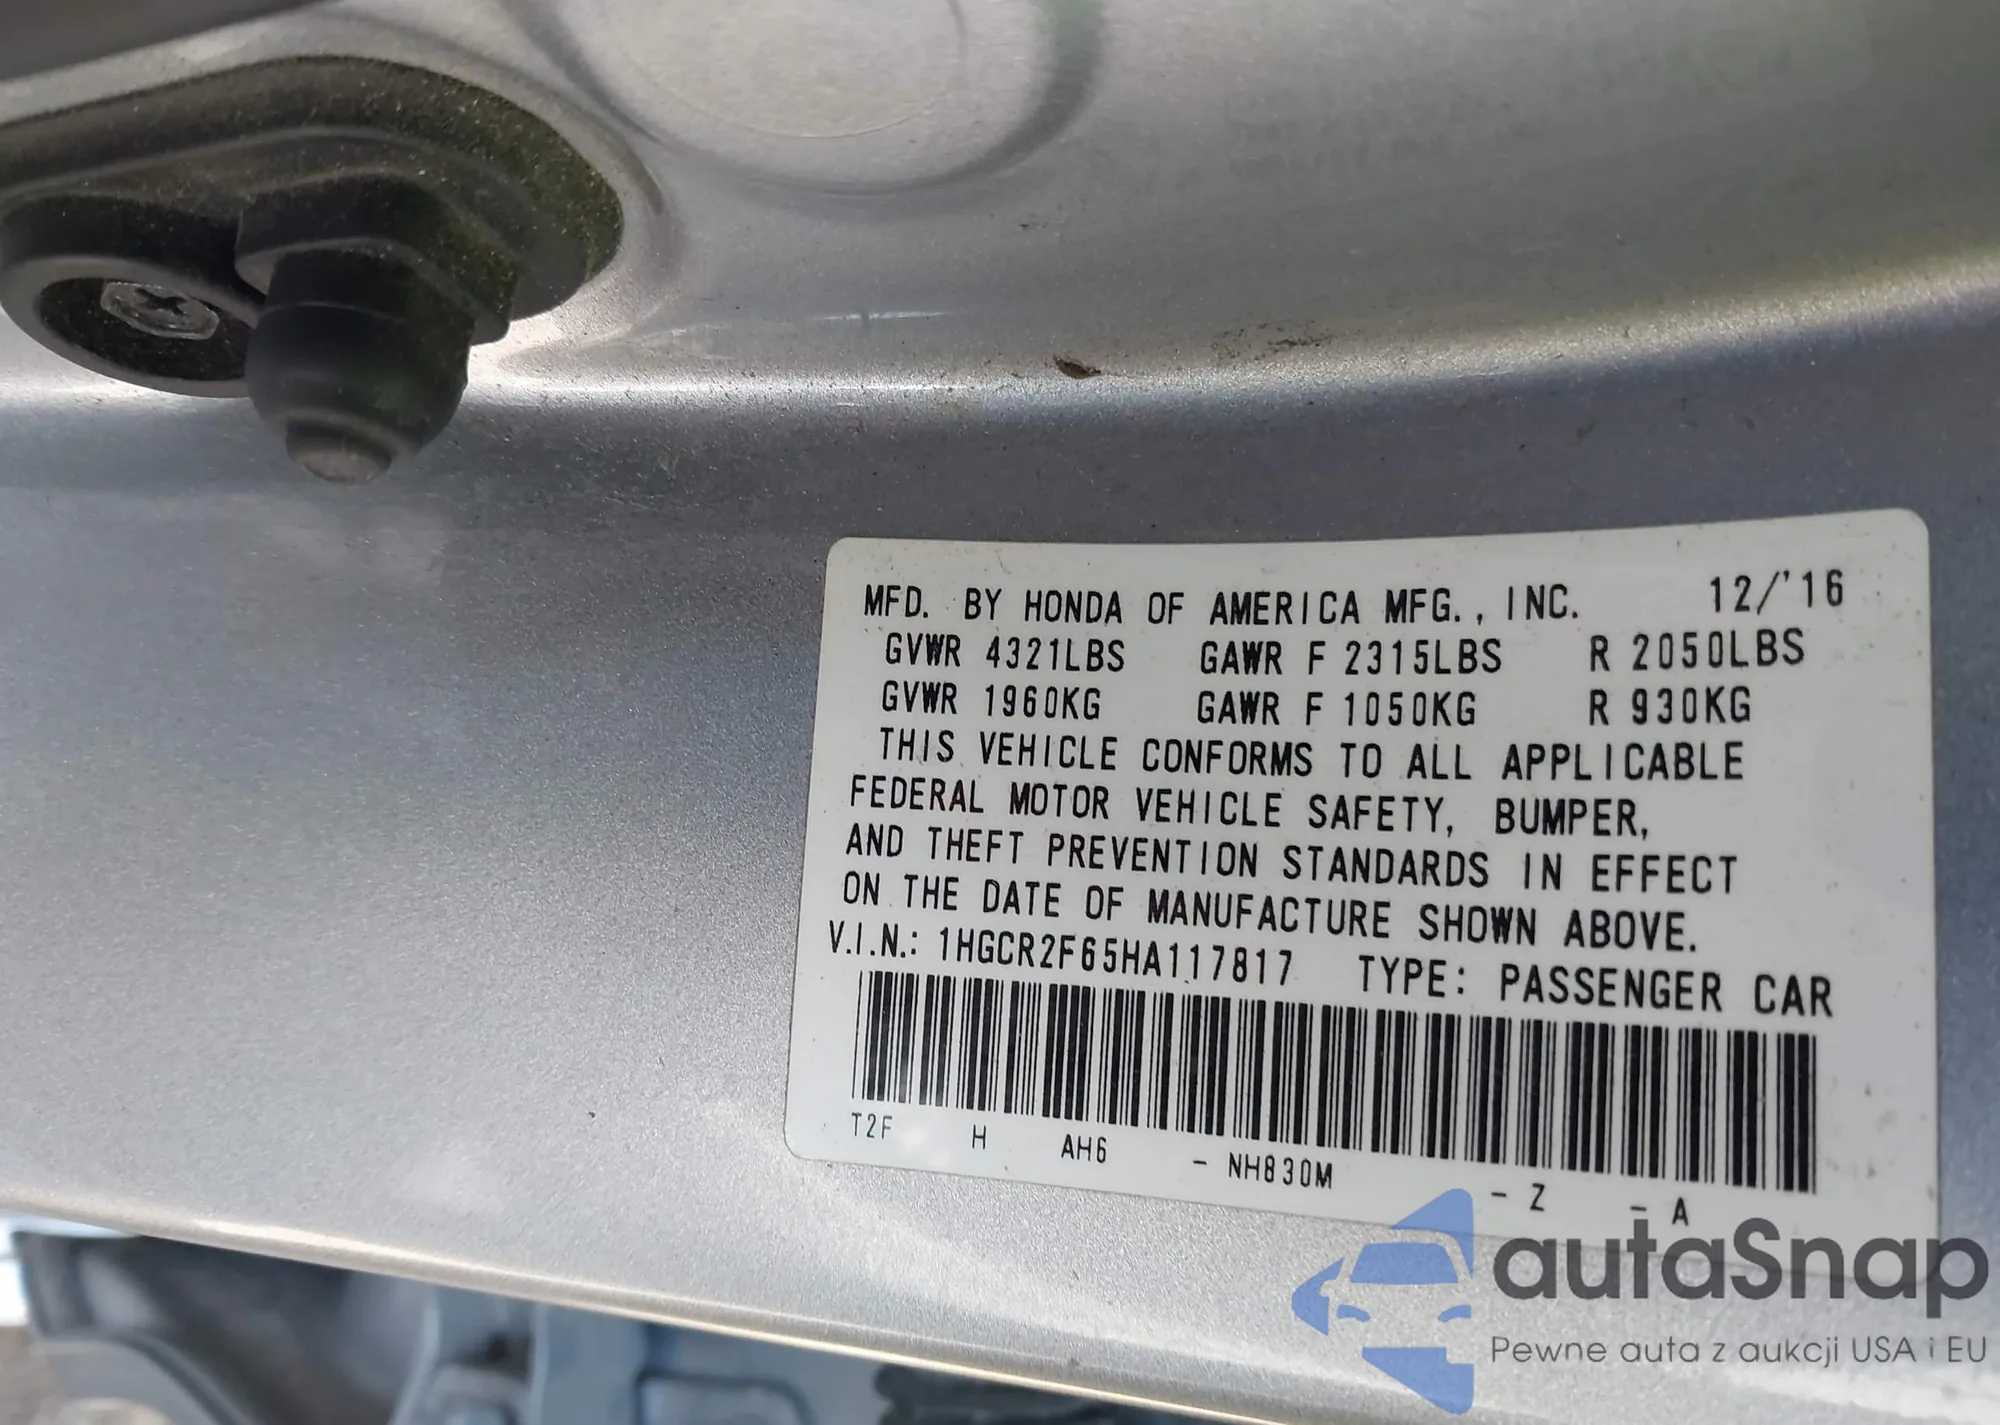 MFD. BY HONDA OF AMERICA MFG., INC. 12/'16
GVWR 4321LBS GAWR F 2315LBS R 2050LBS
GVWR 1960KG GAWR F 1050KG R 930KG
THIS VEHICLE CONFORMS TO ALL APPLICABLE
FEDERAL MOTOR VEHICLE SAFETY, BUMPER,
AND THEFT PREVENTION STANDARDS IN EFFECT
ON THE DATE OF MANUFACTURE SHOWN ABOVE.
V.I.N.: 1HGCR2F65HA117817 TYPE: PASSENGER CAR
T2F H AH6 - NH830M - Z - A
autaSnap
Pewne auta z aukcji USA i EU